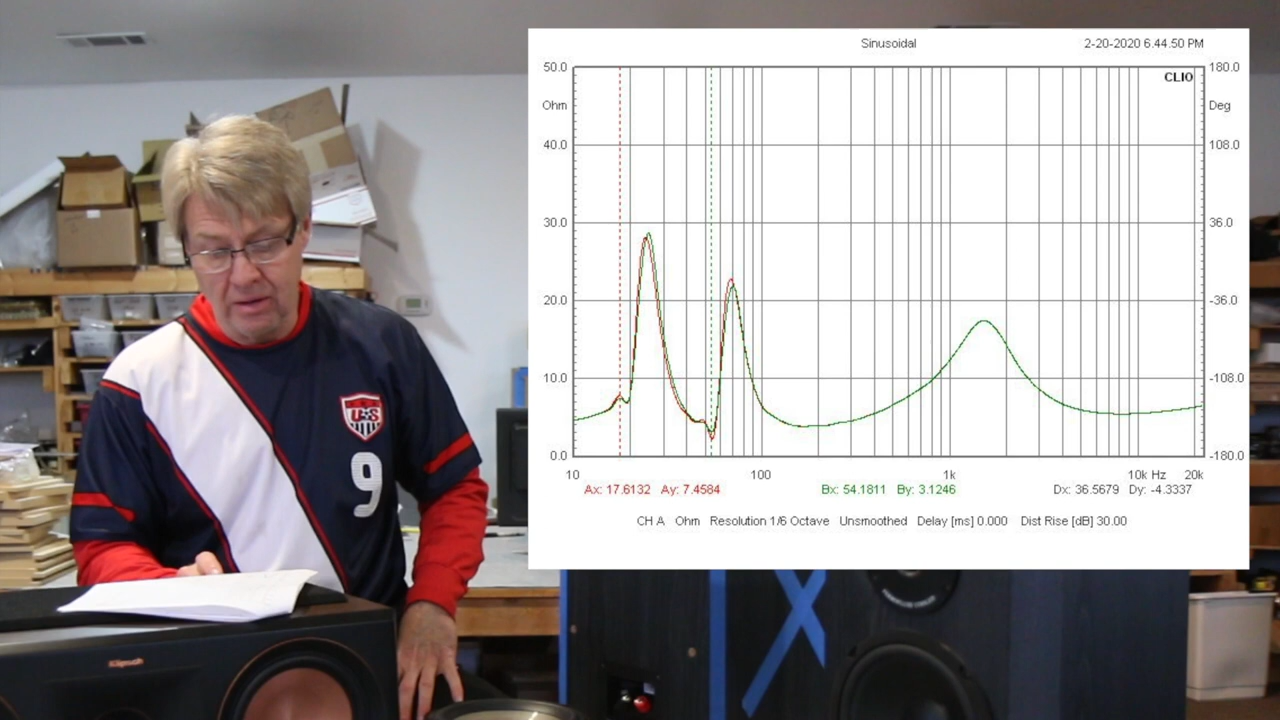 Sinusoidal 2-20-2020 6.44.50 PM
50.0 180.0
CLIO
Ohm Deg
40.0 108.0
30.0 36.0
20.0 -36.0
10.0 -108.0
0.0 -180.0
10 100 1k 10k Hz 20k
Ax: 17.6132 Ay: 7.4584 Bx: 54.1811 By: 3.1246 Dx: 36.5679 Dy: -4.3337
CH A Ohm Resolution 1/6 Octave Unsmoothed Delay [ms] 0.000 Dist Rise [dB] 30.00
US
9
Klipsch